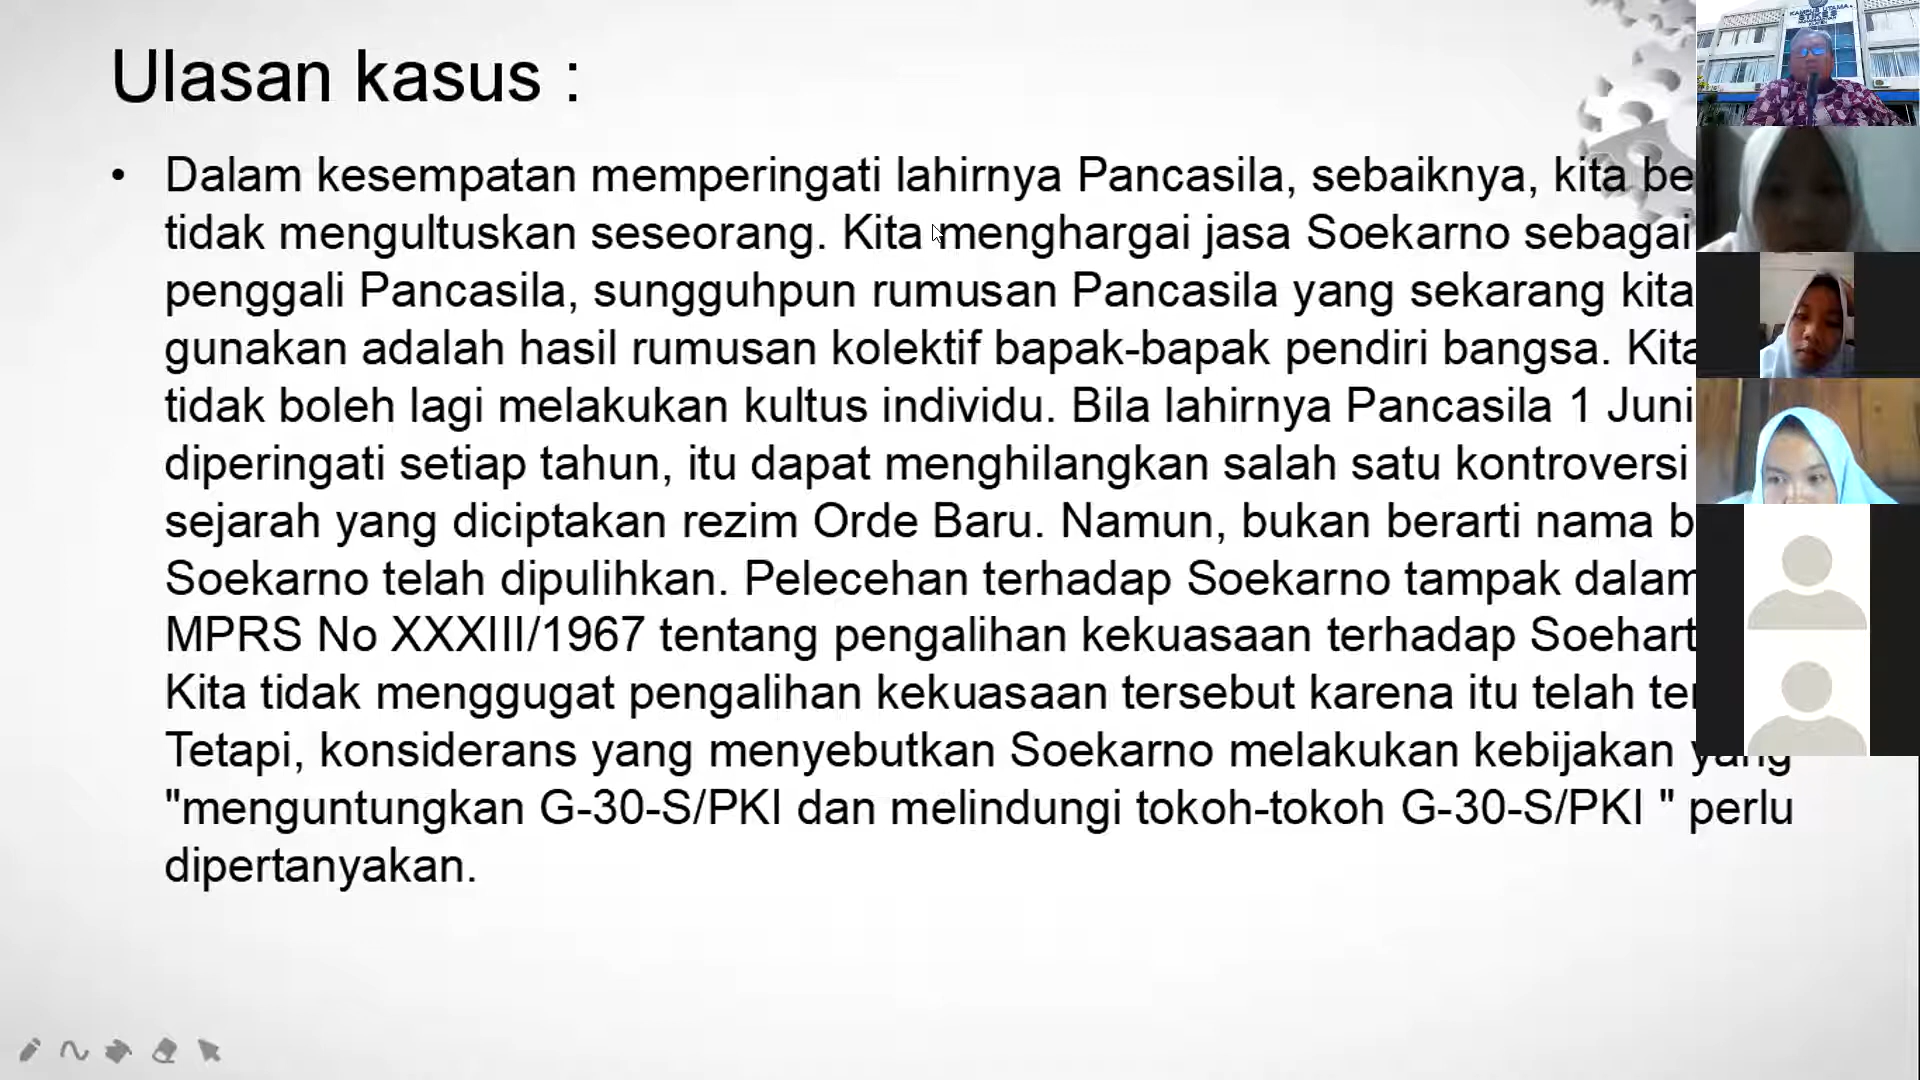 Ulasan kasus :
• Dalam kesempatan memperingati lahirnya Pancasila, sebaiknya, kita
tidak mengultuskan seseorang. Kita menghargai jasa Soekarno sebagai
penggali Pancasila, sungguhpun rumusan Pancasila yang sekarang kita
gunakan adalah hasil rumusan kolektif bapak-bapak pendiri bangsa. Kita
tidak boleh lagi melakukan kultus individu. Bila lahirnya Pancasila 1 Juni
diperingati setiap tahun, itu dapat menghilangkan salah satu kontroversi
sejarah yang diciptakan rezim Orde Baru. Namun, bukan berarti nama
Soekarno telah dipulihkan. Pelecehan terhadap Soekarno tampak dalam
MPRS No XXXIII/1967 tentang pengalihan kekuasaan terhadap
Kita tidak menggugat pengalihan kekuasaan tersebut karena itu telah
Tetapi, konsiderans yang menyebutkan Soekarno melakukan kebijakan yang
"menguntungkan G-30-S/PKI dan melindungi tokoh-tokoh G-30-S/PKI " perlu
dipertanyakan.
KAMPUS UTAMA
STIKES